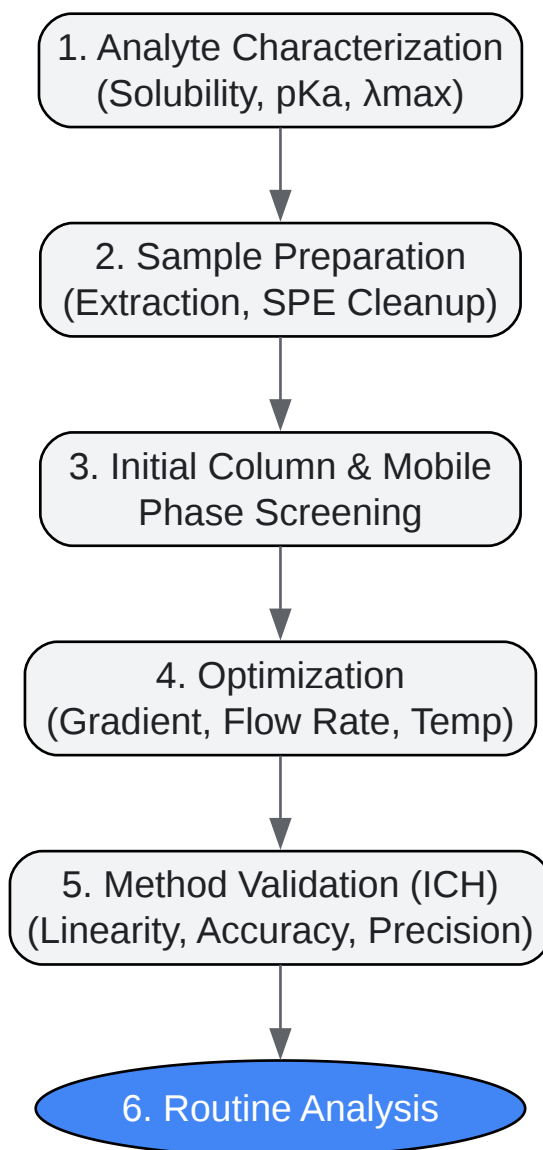 1. Analyte Characterization
(Solubility, pKa, λmax)
2. Sample Preparation
(Extraction, SPE Cleanup)
3. Initial Column & Mobile
Phase Screening
4. Optimization
(Gradient, Flow Rate, Temp)
5. Method Validation (ICH)
(Linearity, Accuracy, Precision)
6. Routine Analysis